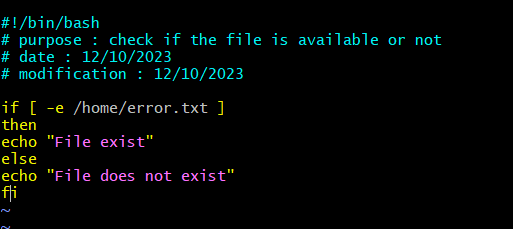 #!/bin/bash
# purpose : check if the file is available or not
# date : 12/10/2023
# modification : 12/10/2023
if [ -e /home/error.txt ]
then
echo "File exist"
else
echo "File does not exist"
fi
~
~